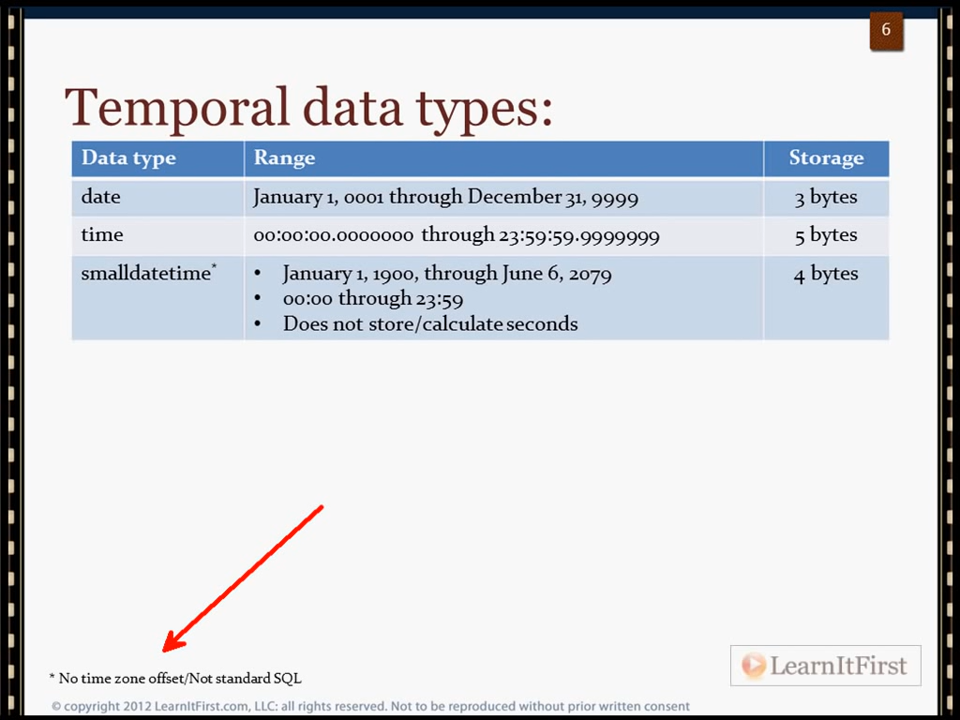 6
Temporal data types:
Data type Range Storage
date January 1, 0001 through December 31, 9999 3 bytes
time 00:00:00.0000000 through 23:59:59.9999999 5 bytes
smalldatetime* • January 1, 1900, through June 6, 2079 4 bytes
• 00:00 through 23:59
• Does not store/calculate seconds
* No time zone offset/Not standard SQL
LearnItFirst
© copyright 2012 LearnItFirst.com, LLC: all rights reserved. Not to be reproduced without prior written consent